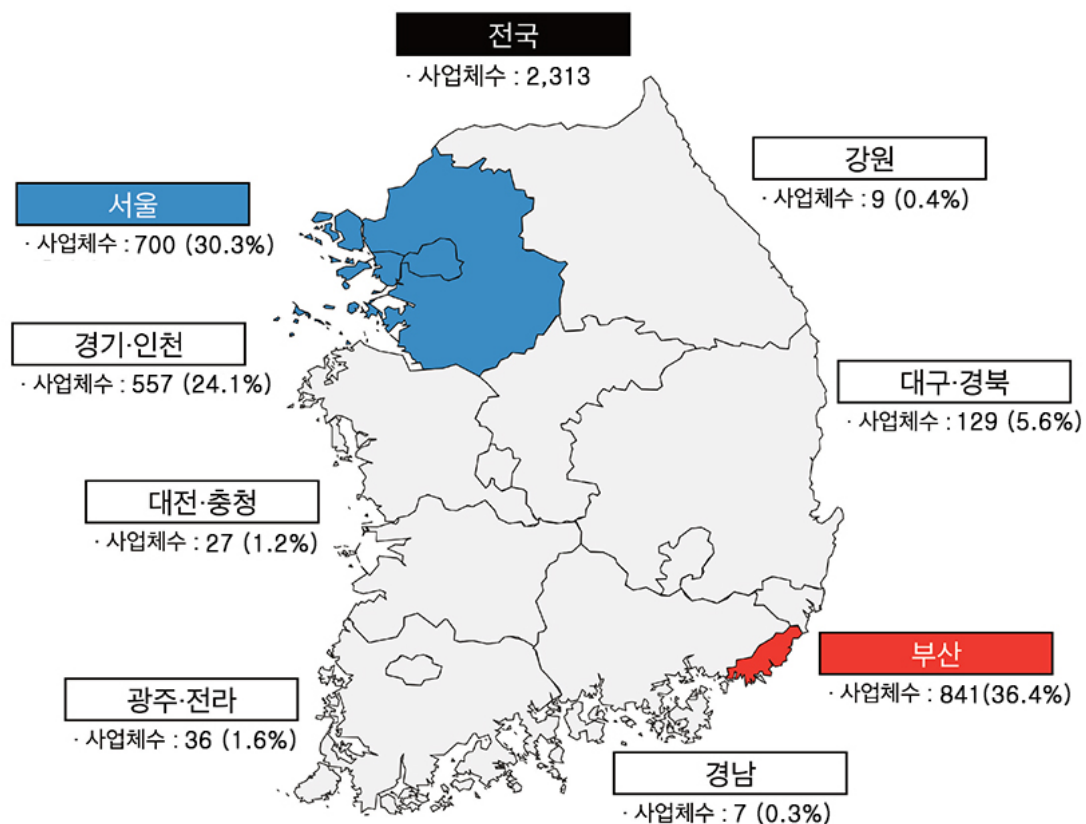 전국
· 사업체수 : 2,313
강원
· 사업체수 : 9 (0.4%)
서울
· 사업체수 : 700 (30.3%)
경기·인천
· 사업체수 : 557 (24.1%)
대구·경북
· 사업체수 : 129 (5.6%)
대전·충청
· 사업체수 : 27 (1.2%)
부산
· 사업체수 : 841(36.4%)
광주·전라
· 사업체수 : 36 (1.6%)
경남
· 사업체수 : 7 (0.3%)